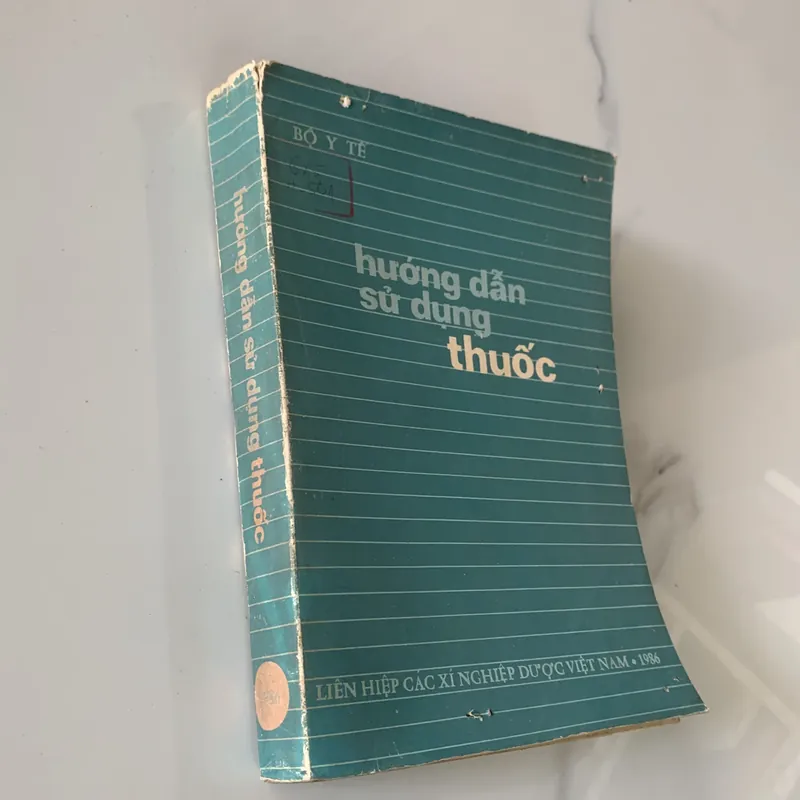 BỘ Y TẾ
hướng dẫn
sử dụng
thuốc
LIÊN HIỆP CÁC XÍ NGHIỆP DƯỢC VIỆT NAM • 1986
hướng dẫn sử dụng thuốc